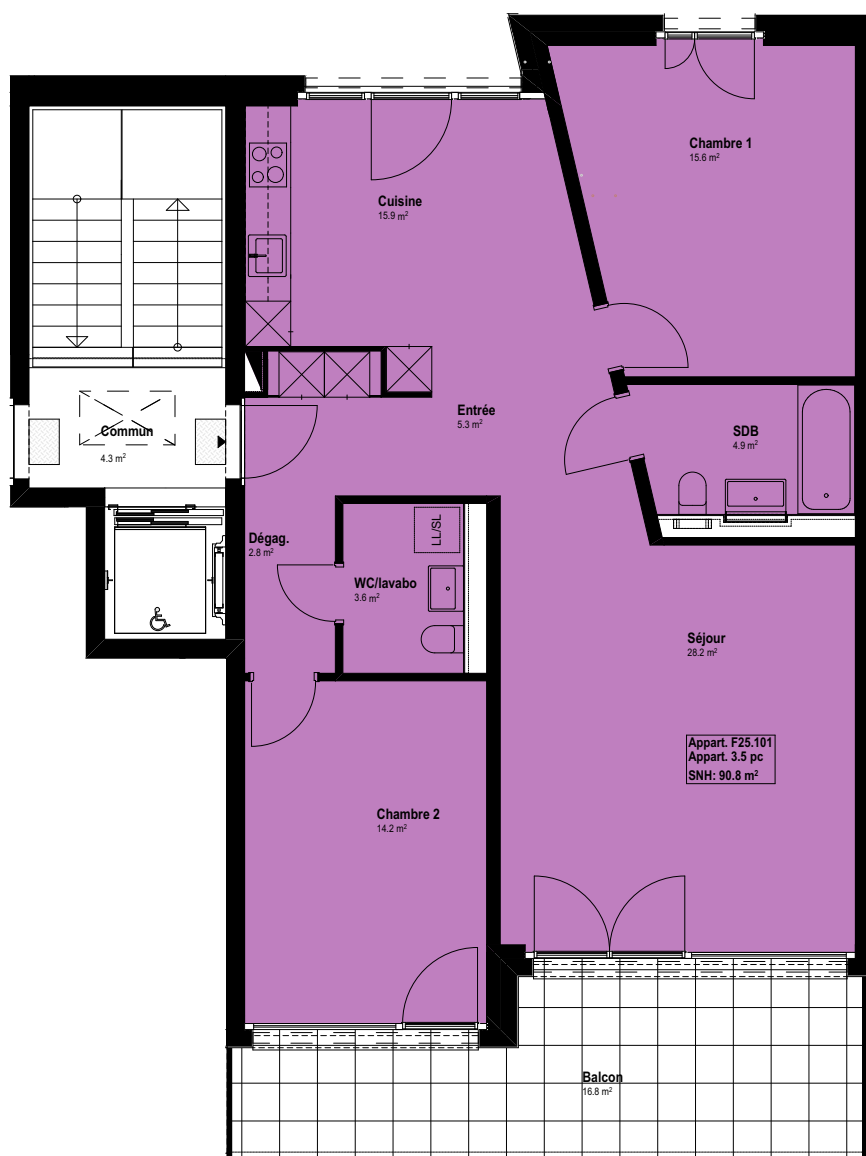 Chambre 1
15.6 m²
Cuisine
15.9 m²
Entrée
5.3 m²
Commun
4.3 m²
SDB
4.9 m²
Dégag.
2.8 m²
LL/SL
WC/lavabo
3.6 m²
Séjour
28.2 m²
Appart. F25.101
Appart. 3.5 pc
SNH: 90.8 m²
Chambre 2
14.2 m²
Balcon
16.8 m²